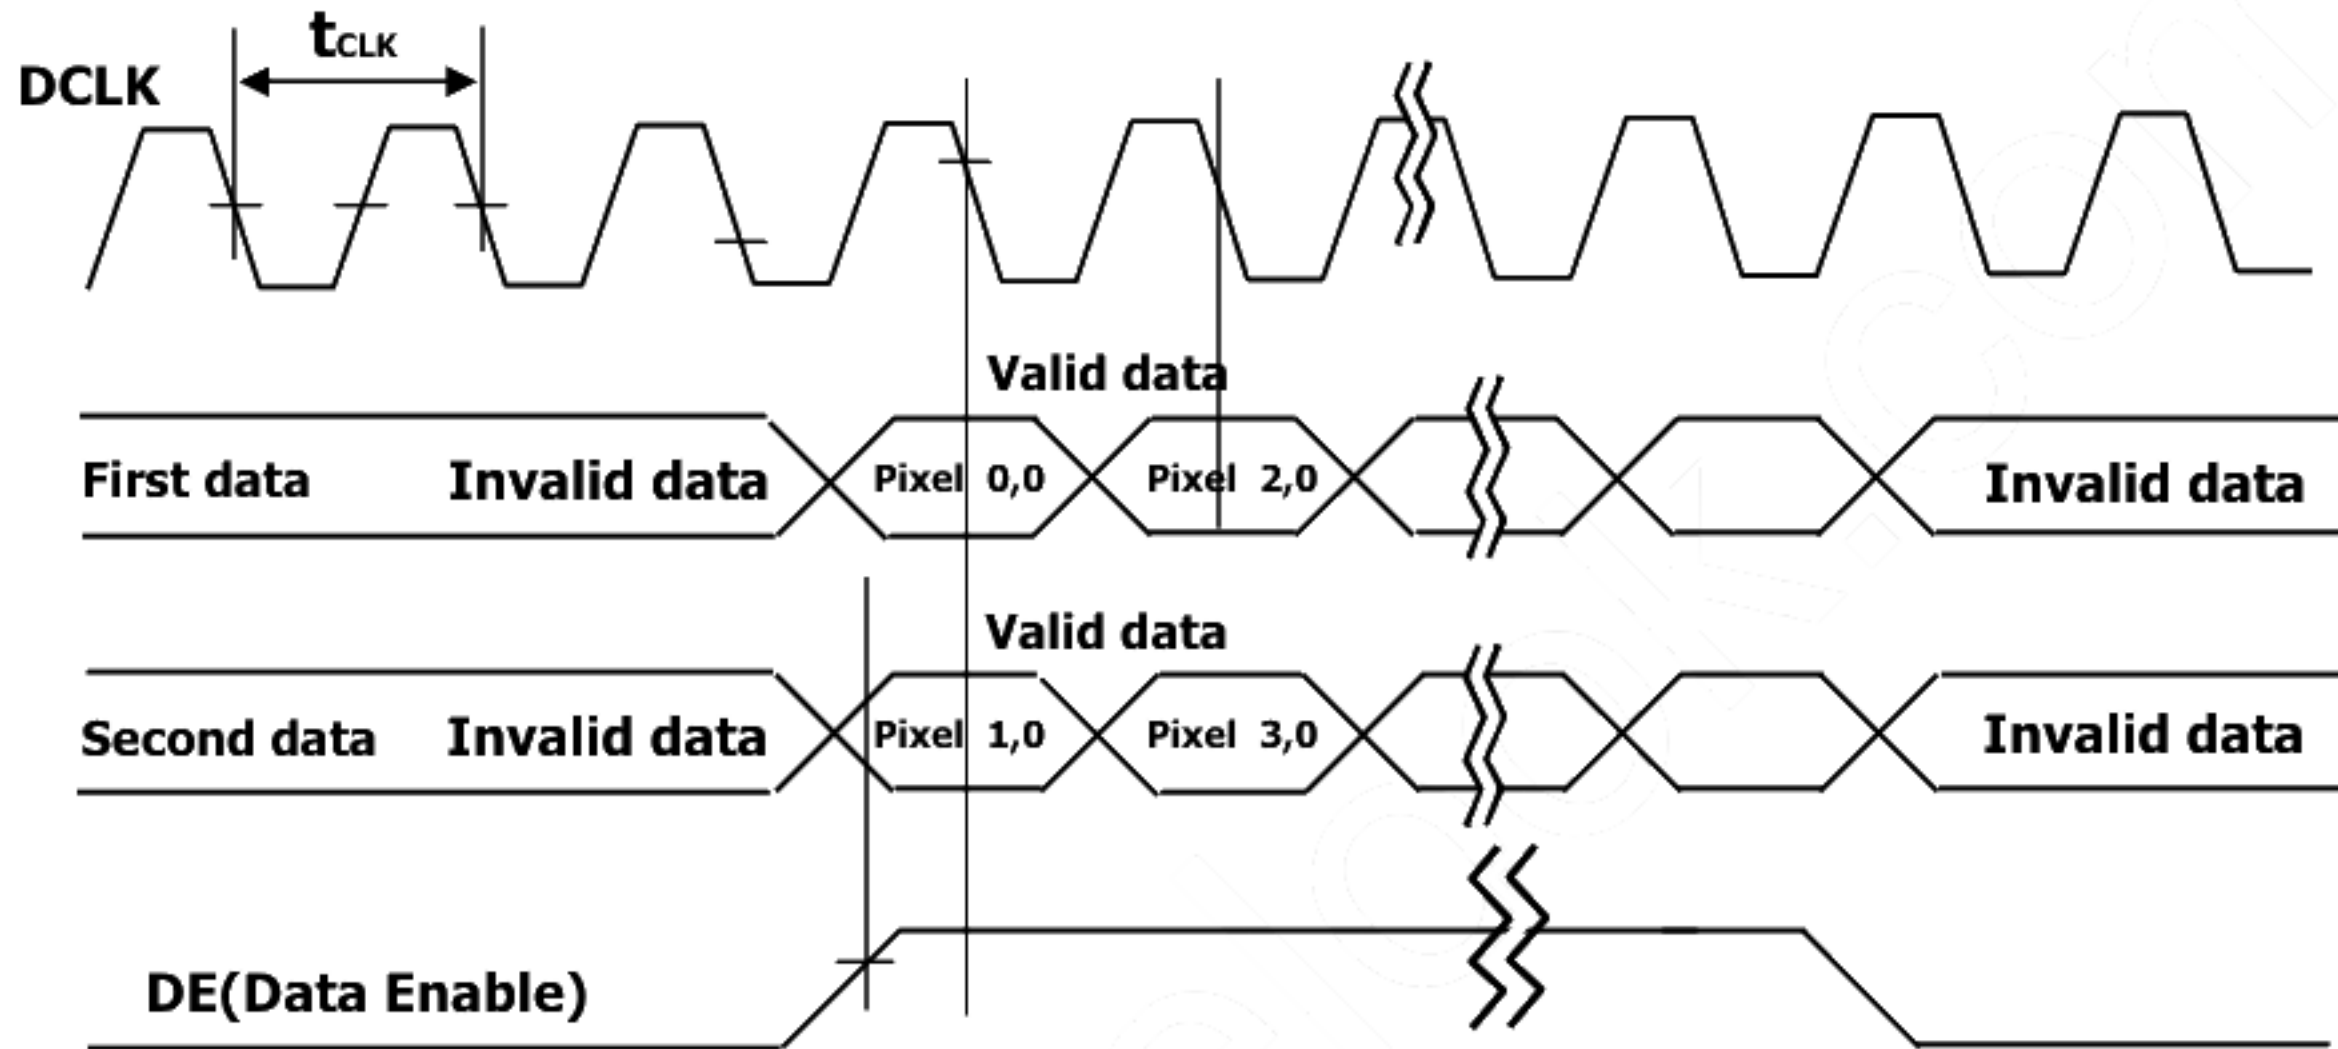 tCLK
DCLK
Valid data
First data Invalid data Pixel 0,0 Pixel 2,0 Invalid data
Valid data
Second data Invalid data Pixel 1,0 Pixel 3,0 Invalid data
DE(Data Enable)